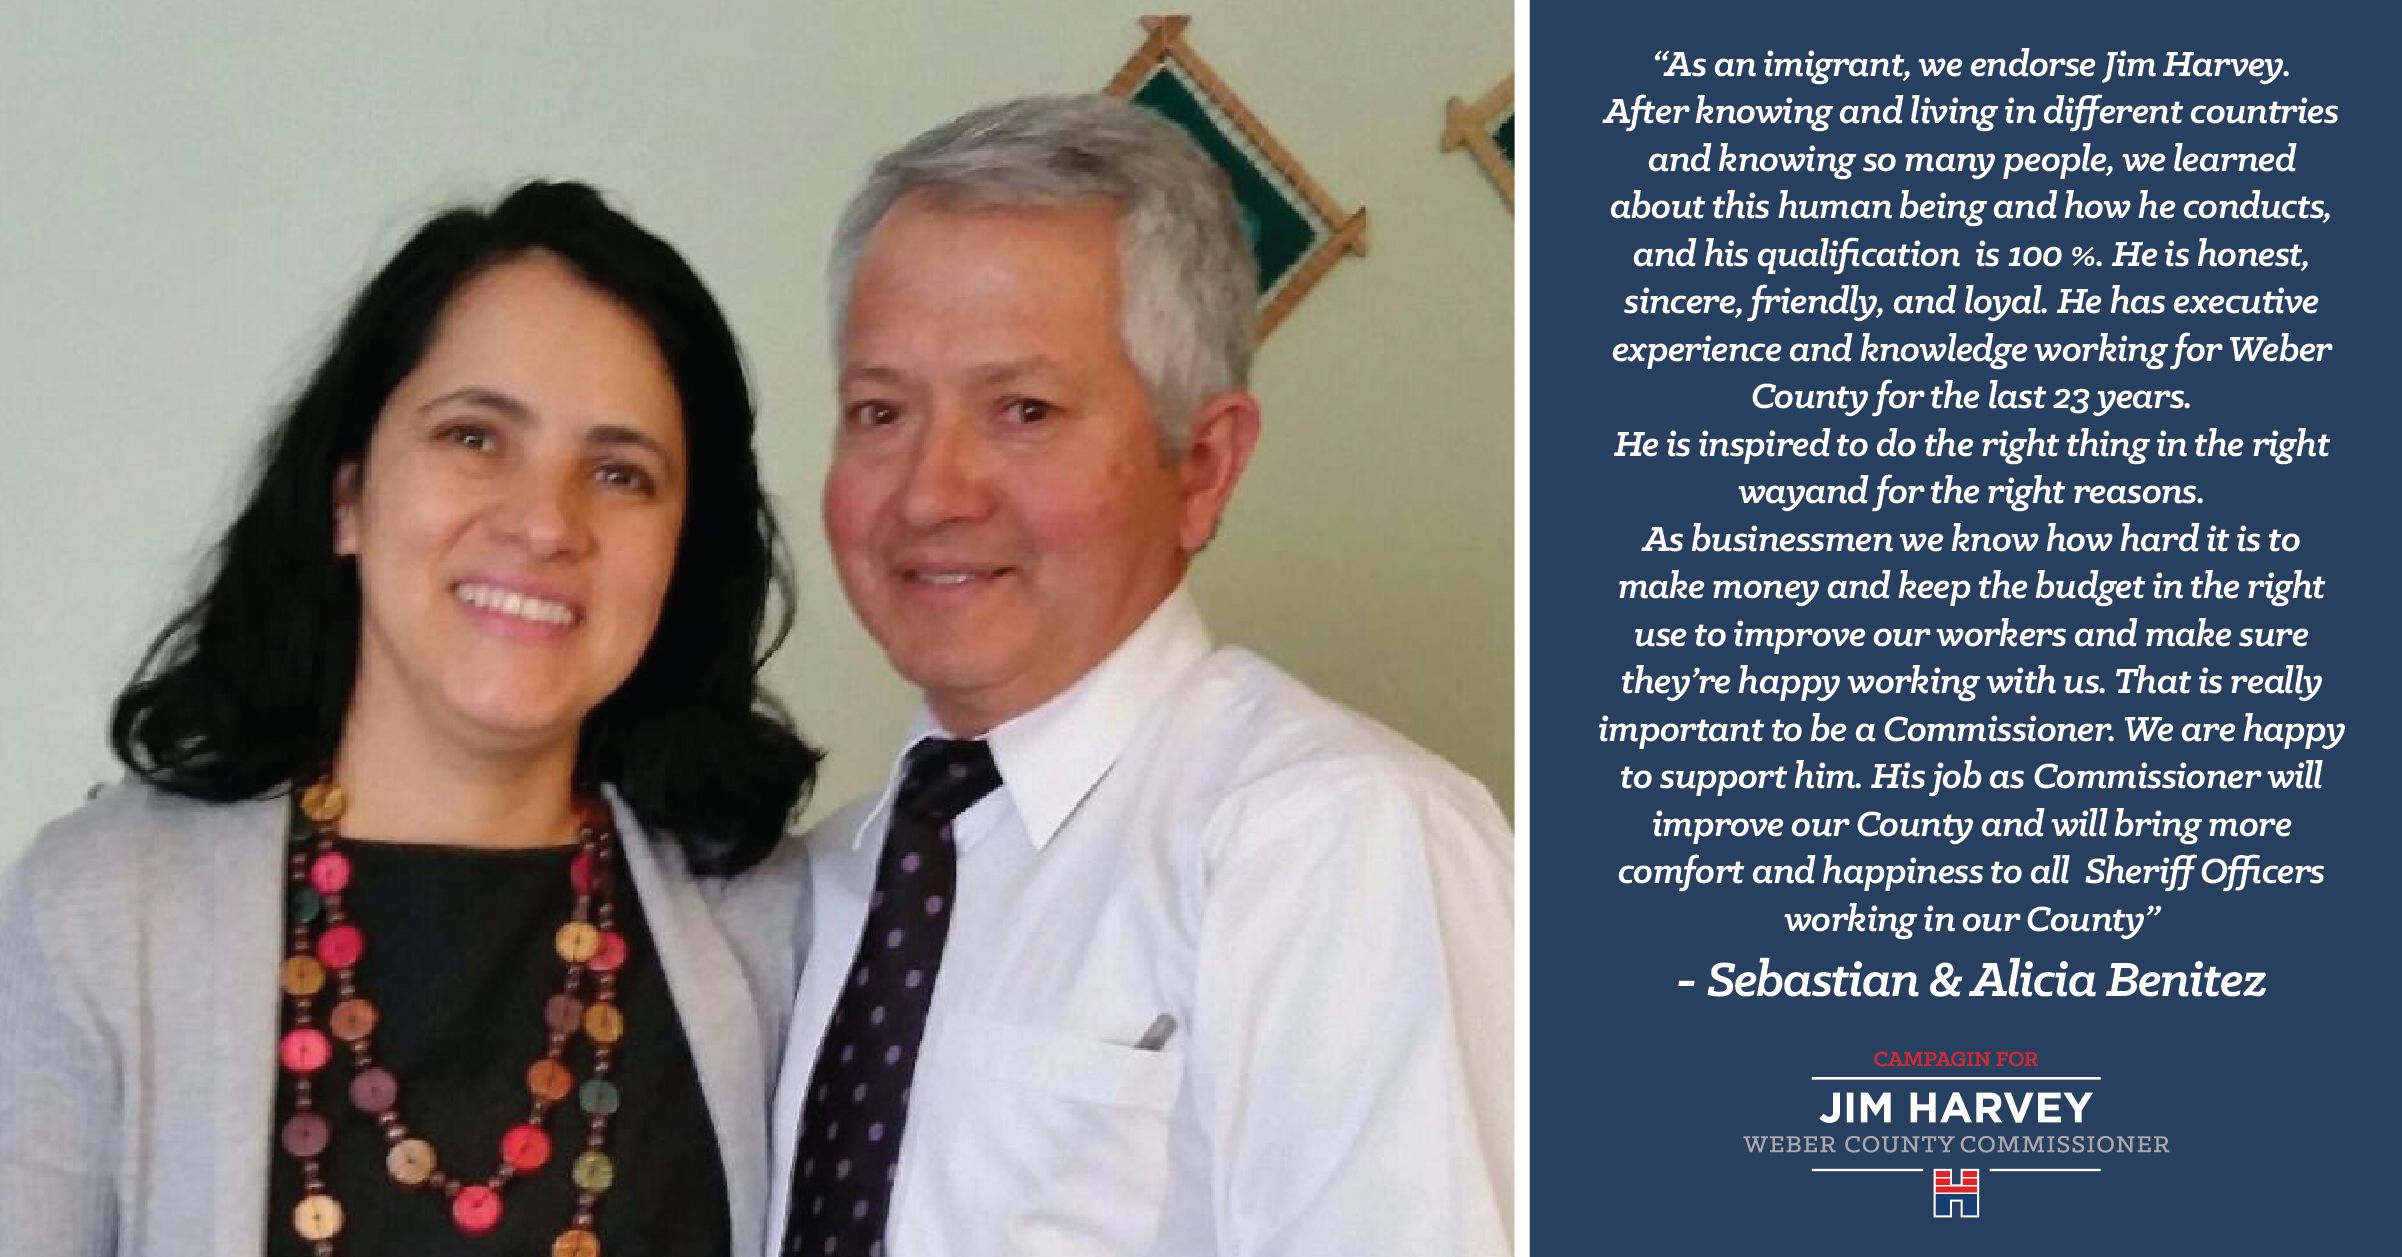 “As an imigrant, we endorse Jim Harvey.
After knowing and living in different countries
and knowing so many people, we learned
about this human being and how he conducts,
and his qualification  is 100 %. He is honest,
sincere, friendly, and loyal. He has executive
experience and knowledge working for Weber
County for the last 23 years.
He is inspired to do the right thing in the right
wayand for the right reasons.
As businessmen we know how hard it is to
make money and keep the budget in the right
use to improve our workers and make sure
they’re happy working with us. That is really
important to be a Commissioner. We are happy
to support him. His job as Commissioner will
improve our County and will bring more
comfort and happiness to all  Sheriff Officers
working in our County”
- Sebastian & Alicia Benitez
CAMPAGIN FOR
JIM HARVEY
WEBER COUNTY COMMISSIONER
H